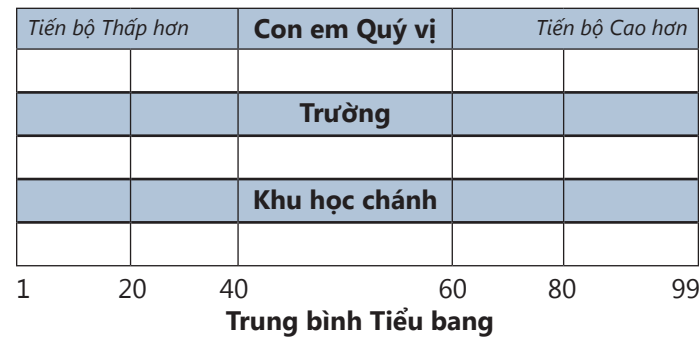 Tiến bộ Thấp hơn Con em Quý vị Tiến bộ Cao hơn
Trường
Khu học chánh
1 20 40 60 80 99
Trung bình Tiểu bang